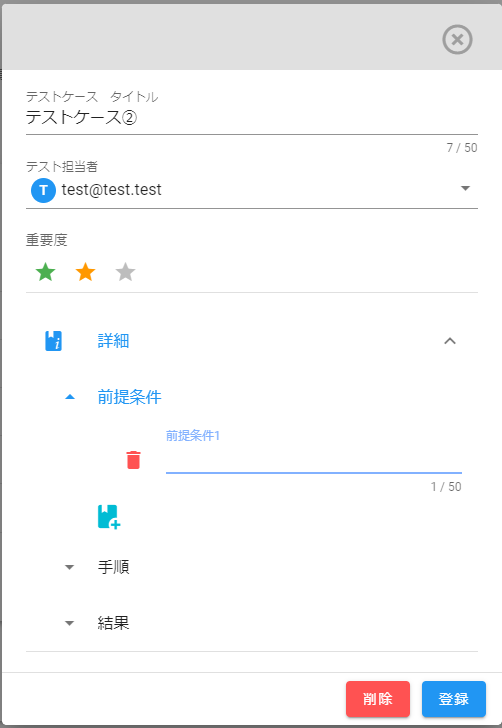 テストケース　タイトル
テストケース②
7 / 50
テスト担当者
T test@test.test
重要度
詳細
前提条件
前提条件1
1 / 50
手順
結果
削除 登録